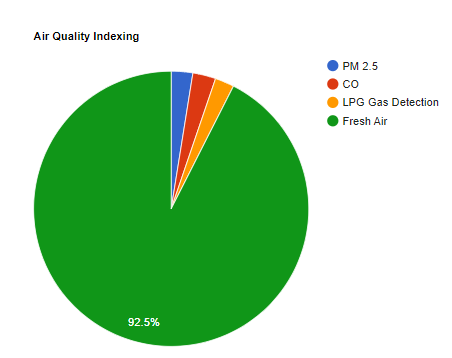 Air Quality Indexing
PM 2.5
CO
LPG Gas Detection
Fresh Air
92.5%